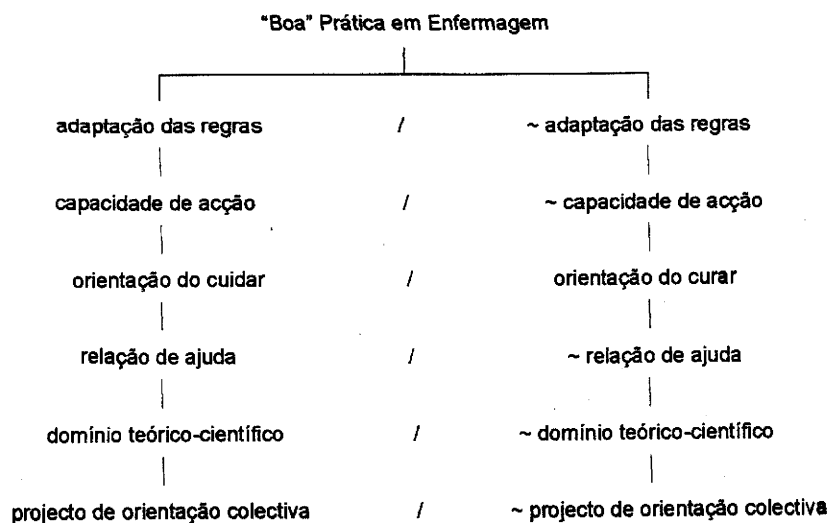 "Boa" Prática em Enfermagem
adaptação das regras / ~ adaptação das regras
capacidade de acção / ~ capacidade de acção
orientação do cuidar / orientação do curar
relação de ajuda / ~ relação de ajuda
domínio teórico-científico / ~ domínio teórico-científico
projecto de orientação colectiva / ~ projecto de orientação colectiva